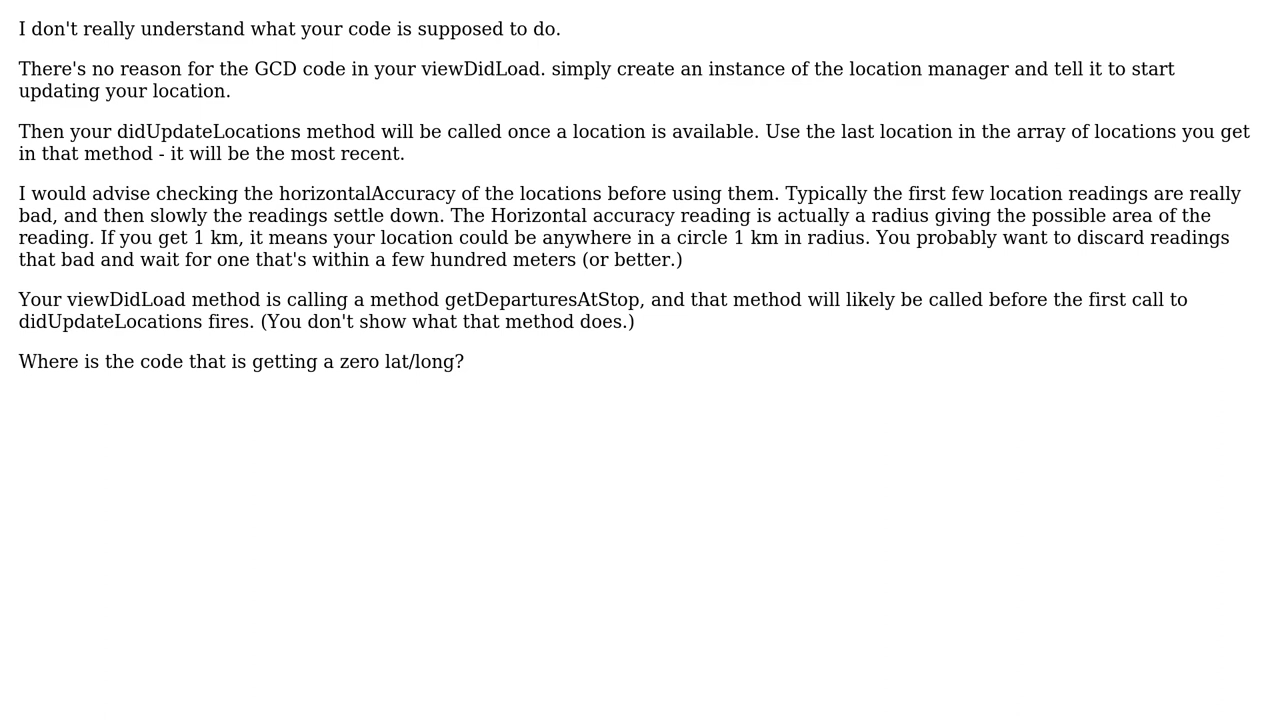 I don't really understand what your code is supposed to do.
There's no reason for the GCD code in your viewDidLoad. simply create an instance of the location manager and tell it to start
updating your location.
Then your didUpdateLocations method will be called once a location is available. Use the last location in the array of locations you get
in that method - it will be the most recent.
I would advise checking the horizontalAccuracy of the locations before using them. Typically the first few location readings are really
bad, and then slowly the readings settle down. The Horizontal accuracy reading is actually a radius giving the possible area of the
reading. If you get 1 km, it means your location could be anywhere in a circle 1 km in radius. You probably want to discard readings
that bad and wait for one that's within a few hundred meters (or better.)
Your viewDidLoad method is calling a method getDeparturesAtStop, and that method will likely be called before the first call to
didUpdateLocations fires. (You don't show what that method does.)
Where is the code that is getting a zero lat/long?